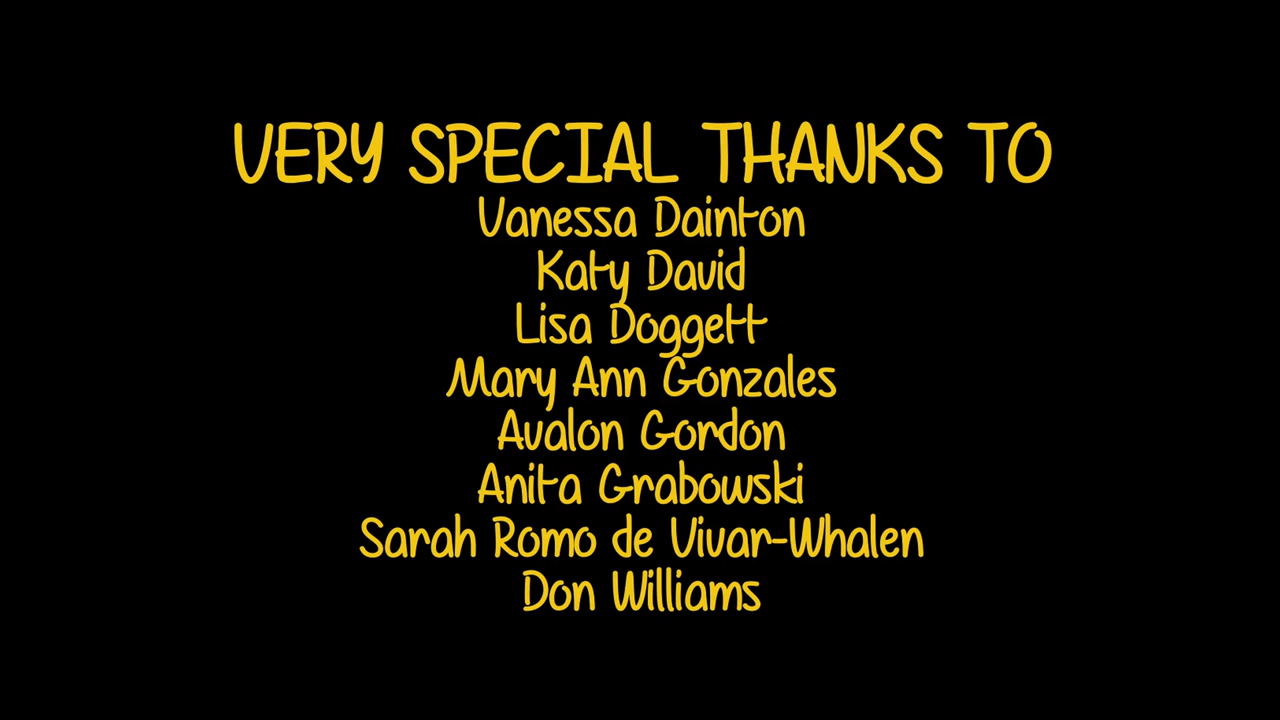 VERY SPECIAL THANKS TO
Vanessa Dainton
Katy David
Lisa Doggett
Mary Ann Gonzales
Avalon Gordon
Anita Grabowski
Sarah Romo de Vivar-Whalen
Don Williams